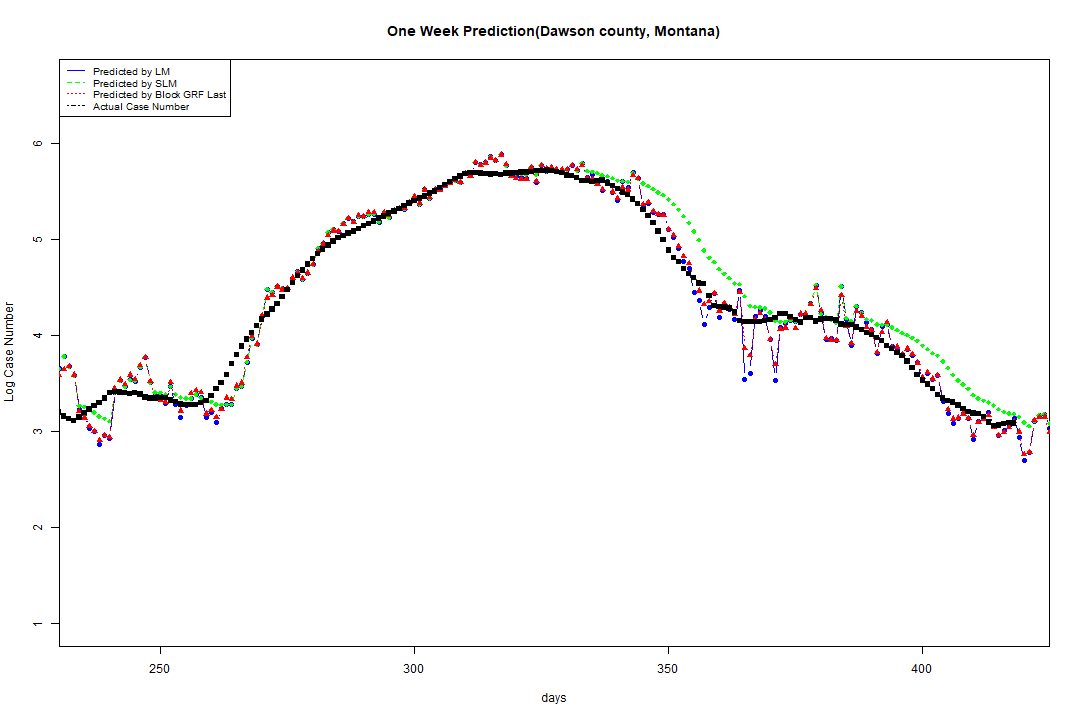 One Week Prediction(Dawson county, Montana)
Predicted by LM
Predicted by SLM
Predicted by Block GRF Last
Actual Case Number
6
5
4
3
2
1
Log Case Number
250 300 350 400
days